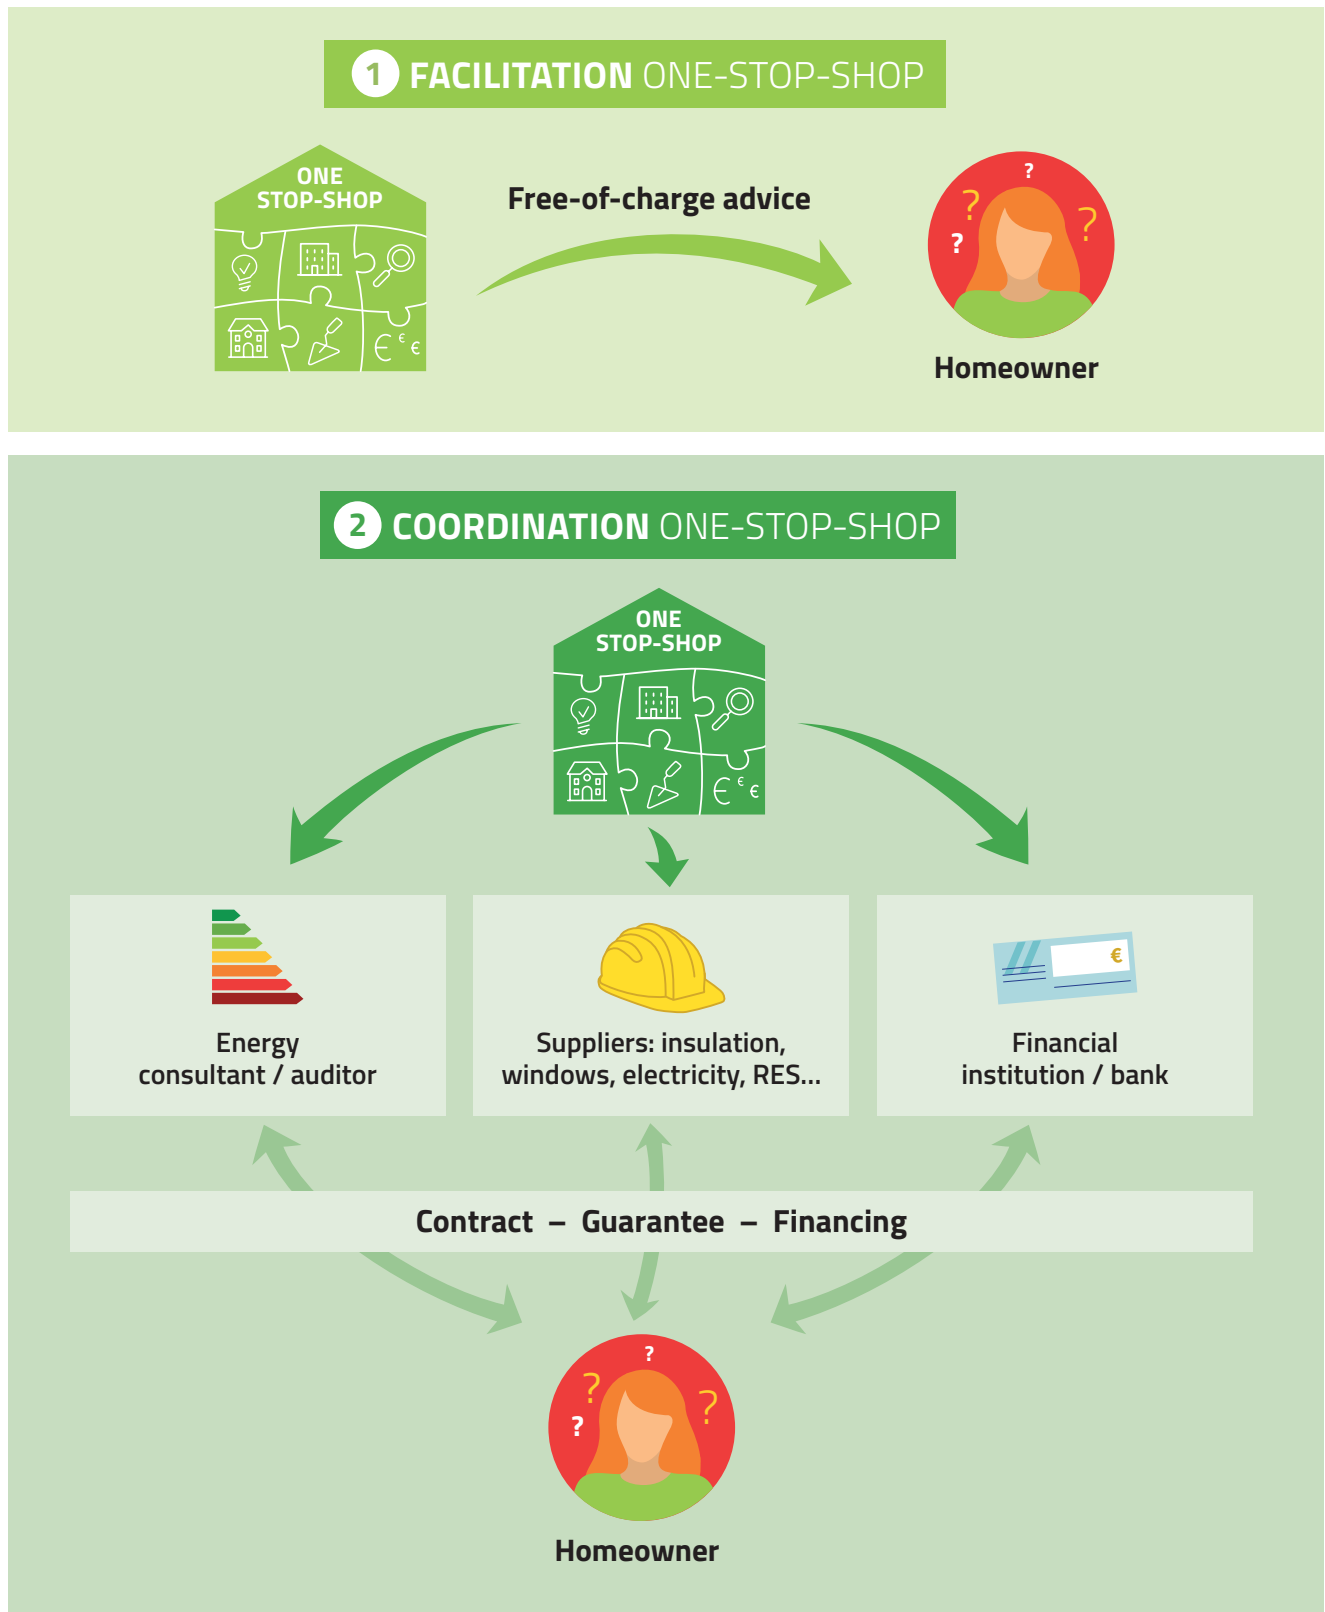 1 FACILITATION ONE-STOP-SHOP
ONE
STOP-SHOP
€ € €
Free-of-charge advice
?
? ?
?
Homeowner
2 COORDINATION ONE-STOP-SHOP
ONE
STOP-SHOP
€ € €
€
Energy
consultant / auditor
Suppliers: insulation,
windows, electricity, RES...
Financial
institution / bank
Contract – Guarantee – Financing
?
? ?
?
Homeowner